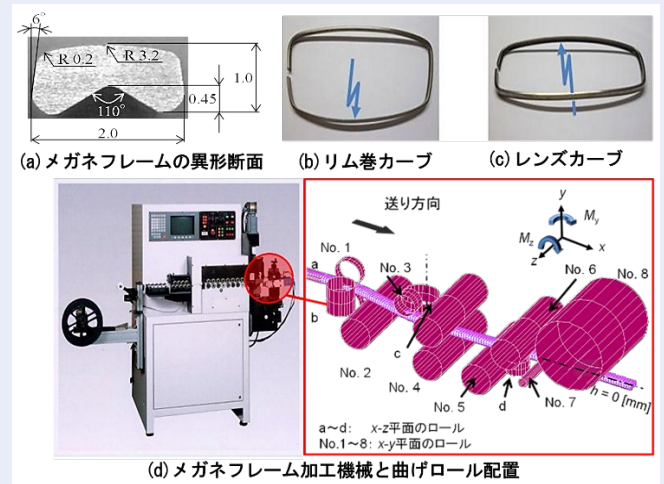 6°
R 0.2
R 3.2
1.0
0.45
110°
2.0
(a) メガネフレームの異形断面
(b) リム巻カーブ
(c) レンズカーブ
送り方向
y
My
Mz
x
z
No. 1
No. 3
No. 6
No. 8
a
b
c
No. 2
No. 4
No. 5
d
No. 7
h = 0 [mm]
a～d: x-z平面のロール
No.1～8: x-y平面のロール
(d) メガネフレーム加工機械と曲げロール配置